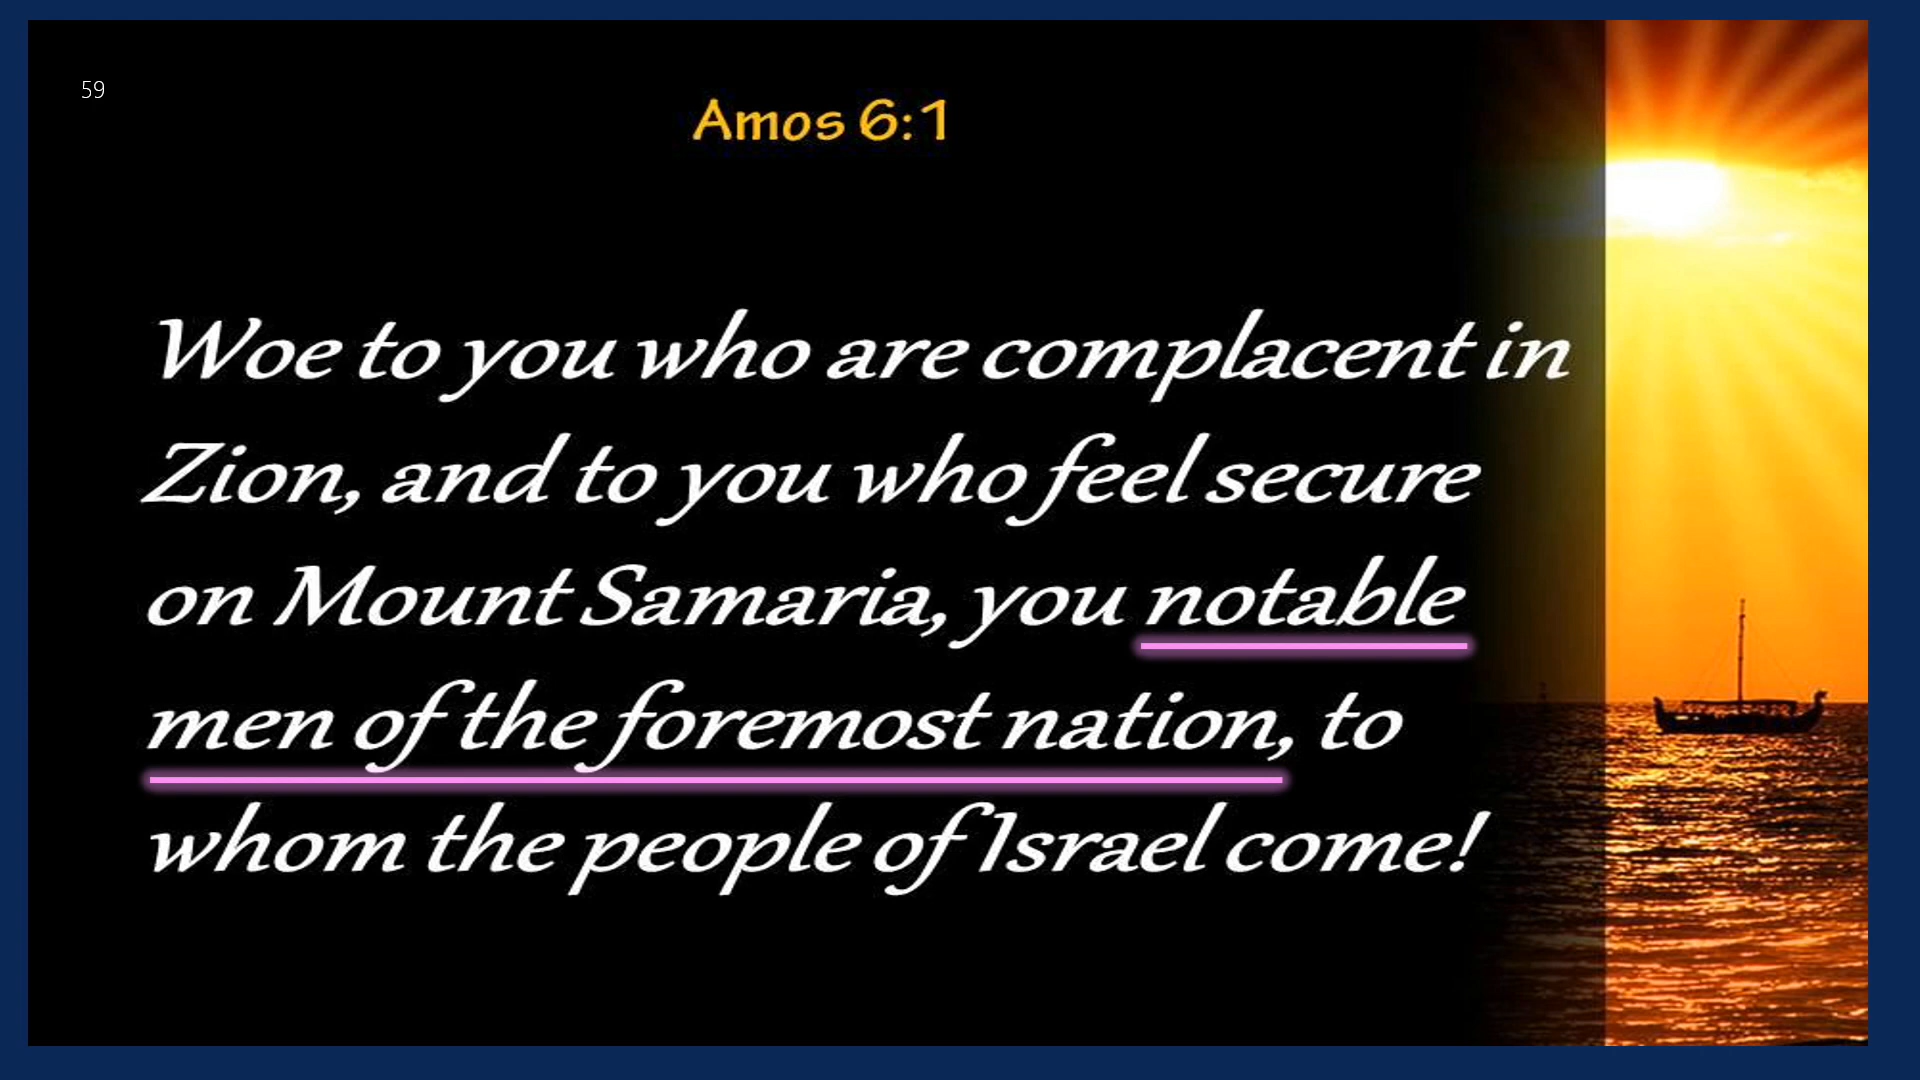 59
Amos 6:1
Woe to you who are complacent in
Zion, and to you who feel secure
on Mount Samaria, you notable
men of the foremost nation, to
whom the people of Israel come!